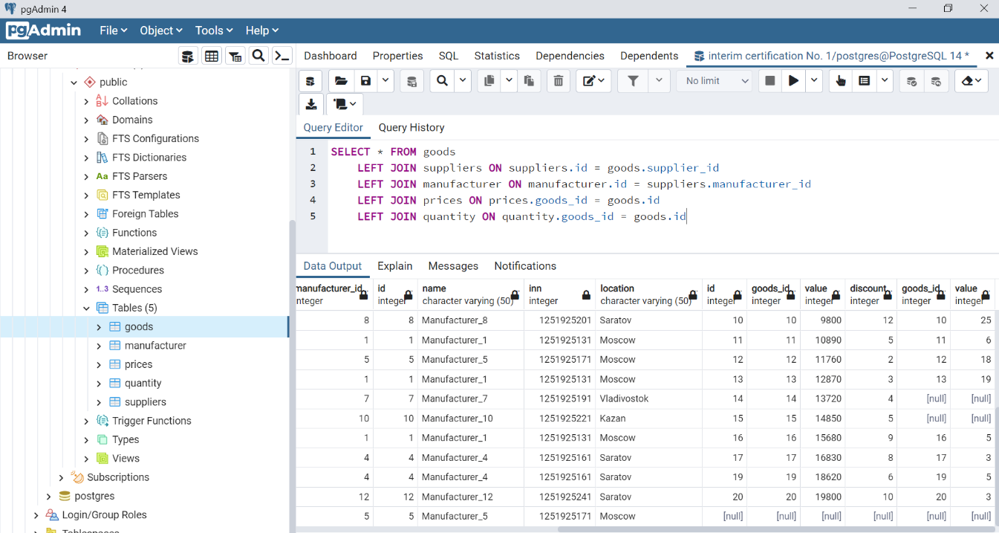 pgAdmin 4
pgAdmin File Object Tools Help
Browser
Dashboard Properties SQL Statistics Dependencies Dependents interim certification No. 1/postgres@PostgreSQL 14 *
No limit
public
Collations
Domains
FTS Configurations
FTS Dictionaries
Aa FTS Parsers
FTS Templates
Foreign Tables
Functions
Materialized Views
Procedures
1..3 Sequences
Tables (5)
goods
manufacturer
prices
quantity
suppliers
Trigger Functions
Types
Views
Subscriptions
postgres
Login/Group Roles
Tablespaces
Query Editor Query History
1 SELECT * FROM goods
2 LEFT JOIN suppliers ON suppliers.id = goods.supplier_id
3 LEFT JOIN manufacturer ON manufacturer.id = suppliers.manufacturer_id
4 LEFT JOIN prices ON prices.goods_id = goods.id
5 LEFT JOIN quantity ON quantity.goods_id = goods.id
Data Output Explain Messages Notifications
manufacturer_id id name inn location id goods_id value discount goods_id value
nteger integer character varying (50) integer character varying (50) integer integer integer integer integer integer
8 8 Manufacturer_8 1251925201 Saratov 10 10 9800 12 10 25
1 1 Manufacturer_1 1251925131 Moscow 11 11 10890 5 11 6
5 5 Manufacturer_5 1251925171 Moscow 12 12 11760 2 12 18
1 1 Manufacturer_1 1251925131 Moscow 13 13 12870 3 13 19
7 7 Manufacturer_7 1251925191 Vladivostok 14 14 13720 4 [null] [null]
10 10 Manufacturer_10 1251925221 Kazan 15 15 14850 5 [null] [null]
1 1 Manufacturer_1 1251925131 Moscow 16 16 15680 9 16 5
4 4 Manufacturer_4 1251925161 Saratov 17 17 16830 8 17 3
4 4 Manufacturer_4 1251925161 Saratov 19 19 18620 6 19 5
12 12 Manufacturer_12 1251925241 Saratov 20 20 19800 10 20 3
5 5 Manufacturer_5 1251925171 Moscow [null] [null] [null] [null] [null] [null]